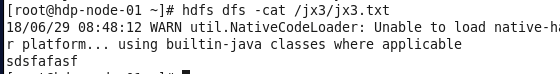 [root@hdp-node-01 ~]# hdfs dfs -cat /jx3/jx3.txt
18/06/29 08:48:12 WARN util.NativeCodeLoader: Unable to load native-ha
r platform... using builtin-java classes where applicable
sdsfafasf